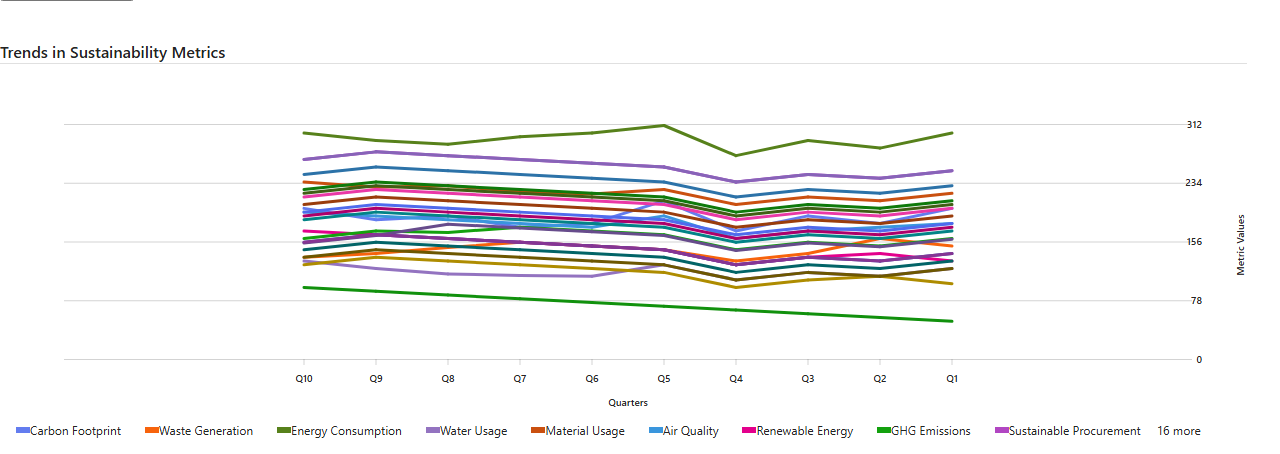 Trends in Sustainability Metrics
312
234
156
78
0
Metric Values
Q10 Q9 Q8 Q7 Q6 Q5 Q4 Q3 Q2 Q1
Quarters
Carbon Footprint Waste Generation Energy Consumption Water Usage Material Usage Air Quality Renewable Energy GHG Emissions Sustainable Procurement 16 more